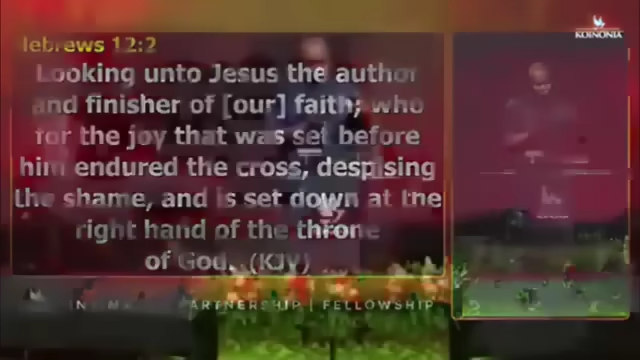 KOINONIA
Hebrews 12:2
Looking unto Jesus the author
and finisher of [our] faith; who
for the joy that was set before
him endured the cross, despising
the shame, and is set down at the
right hand of the throne
of God. (KJV)
PARTNERSHIP | FELLOWSHIP